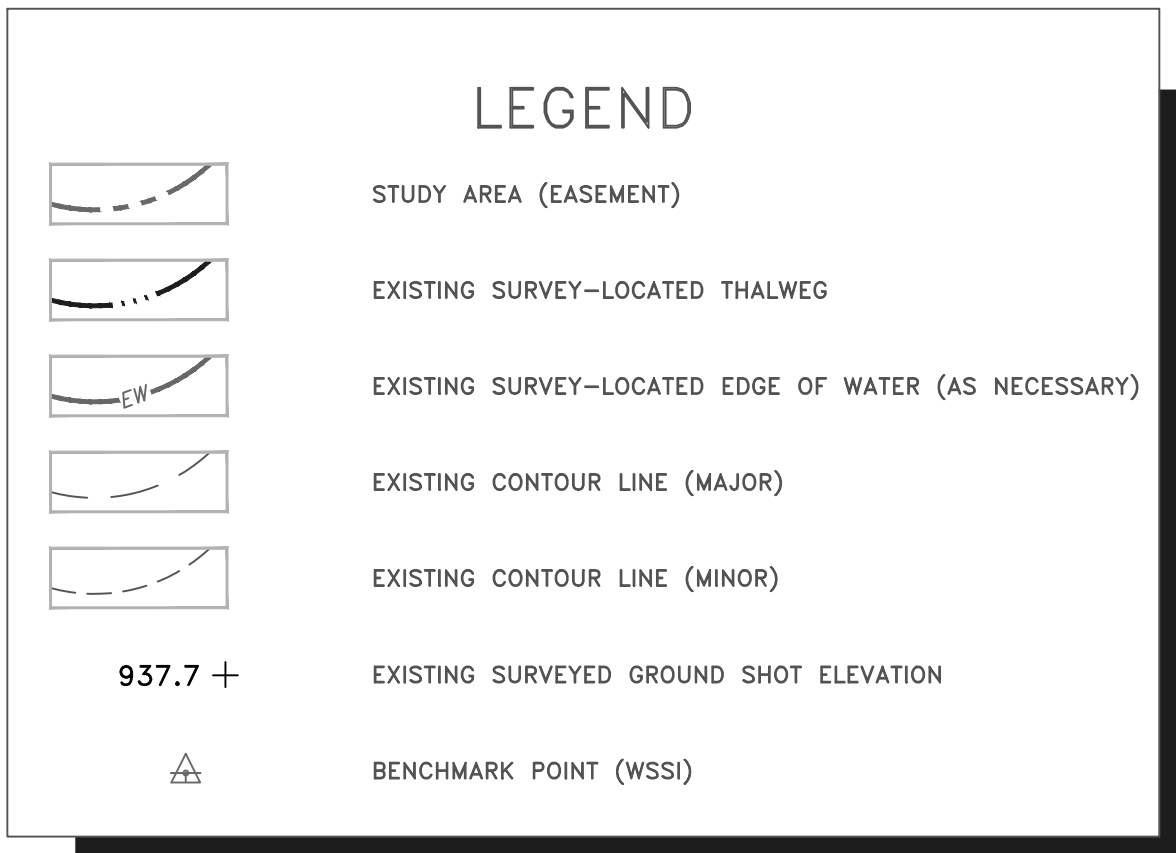 LEGEND
STUDY AREA (EASEMENT)
EXISTING SURVEY–LOCATED THALWEG
EW
EXISTING SURVEY–LOCATED EDGE OF WATER (AS NECESSARY)
EXISTING CONTOUR LINE (MAJOR)
EXISTING CONTOUR LINE (MINOR)
937.7 EXISTING SURVEYED GROUND SHOT ELEVATION
BENCHMARK POINT (WSSI)